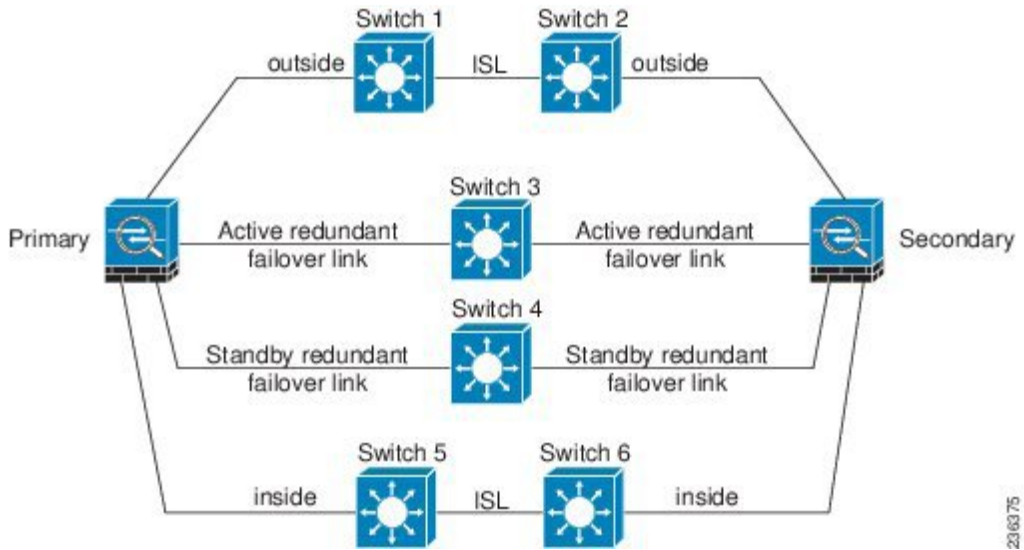 Switch 1
Switch 2
outside
ISL
outside
Switch 3
Primary
Active redundant
failover link
Active redundant
failover link
Secondary
Switch 4
Standby redundant
failover link
Standby redundant
failover link
Switch 5
Switch 6
inside
ISL
inside
236375